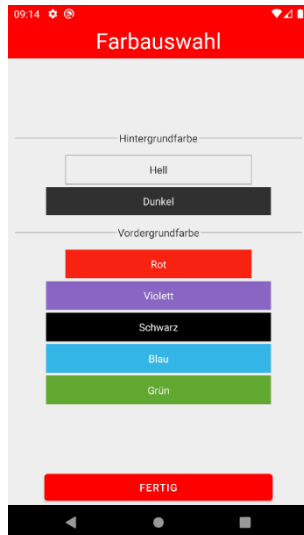 09:14
Farbauswahl
Hintergrundfarbe
Hell
Dunkel
Vordergrundfarbe
Rot
Violett
Schwarz
Blau
Grün
FERTIG